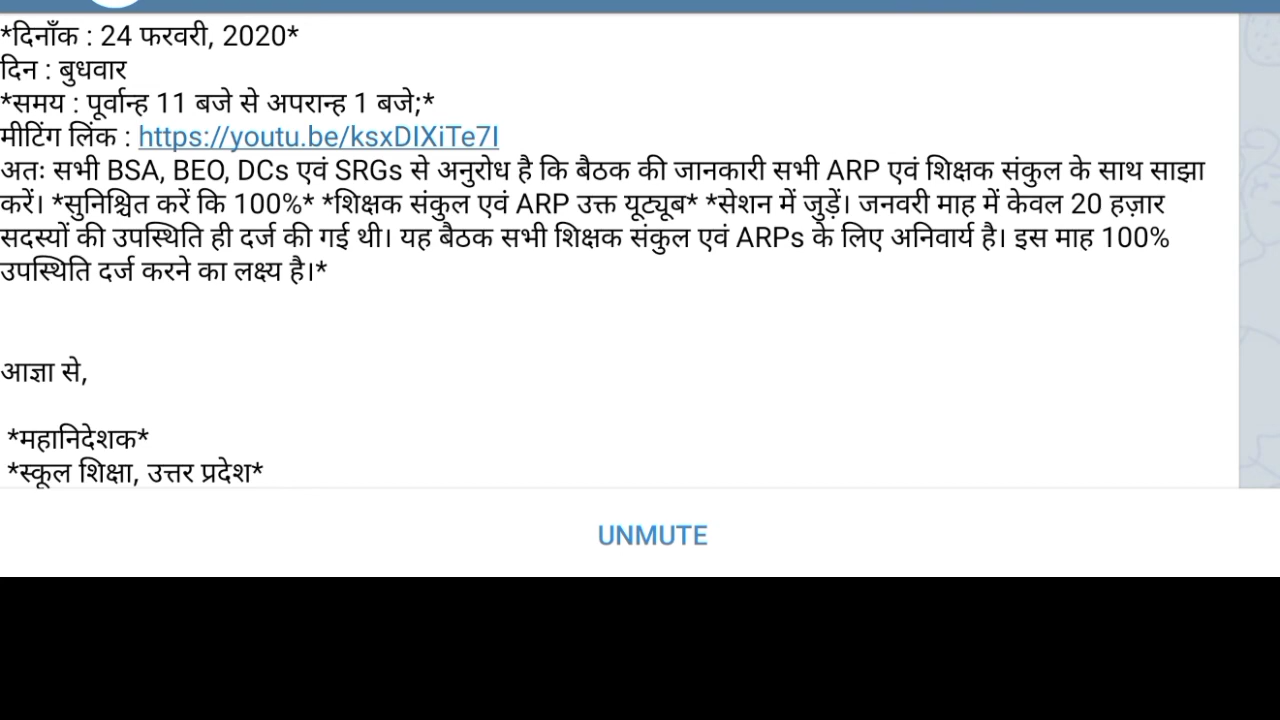 *दिनाँक : 24 फरवरी, 2020*
दिन : बुधवार
*समय : पूर्वान्ह 11 बजे से अपरान्ह 1 बजे;*
मीटिंग लिंक : https://youtu.be/ksxDIXiTe7I
अतः सभी BSA, BEO, DCs एवं SRGs से अनुरोध है कि बैठक की जानकारी सभी ARP एवं शिक्षक संकुल के साथ साझा
करें। *सुनिश्चित करें कि 100%* *शिक्षक संकुल एवं ARP उक्त यूट्यूब* *सेशन में जुड़ें। जनवरी माह में केवल 20 हज़ार
सदस्यों की उपस्थिति ही दर्ज की गई थी। यह बैठक सभी शिक्षक संकुल एवं ARPs के लिए अनिवार्य है। इस माह 100%
उपस्थिति दर्ज करने का लक्ष्य है।*
आज्ञा से,
*महानिदेशक*
*स्कूल शिक्षा, उत्तर प्रदेश*
UNMUTE